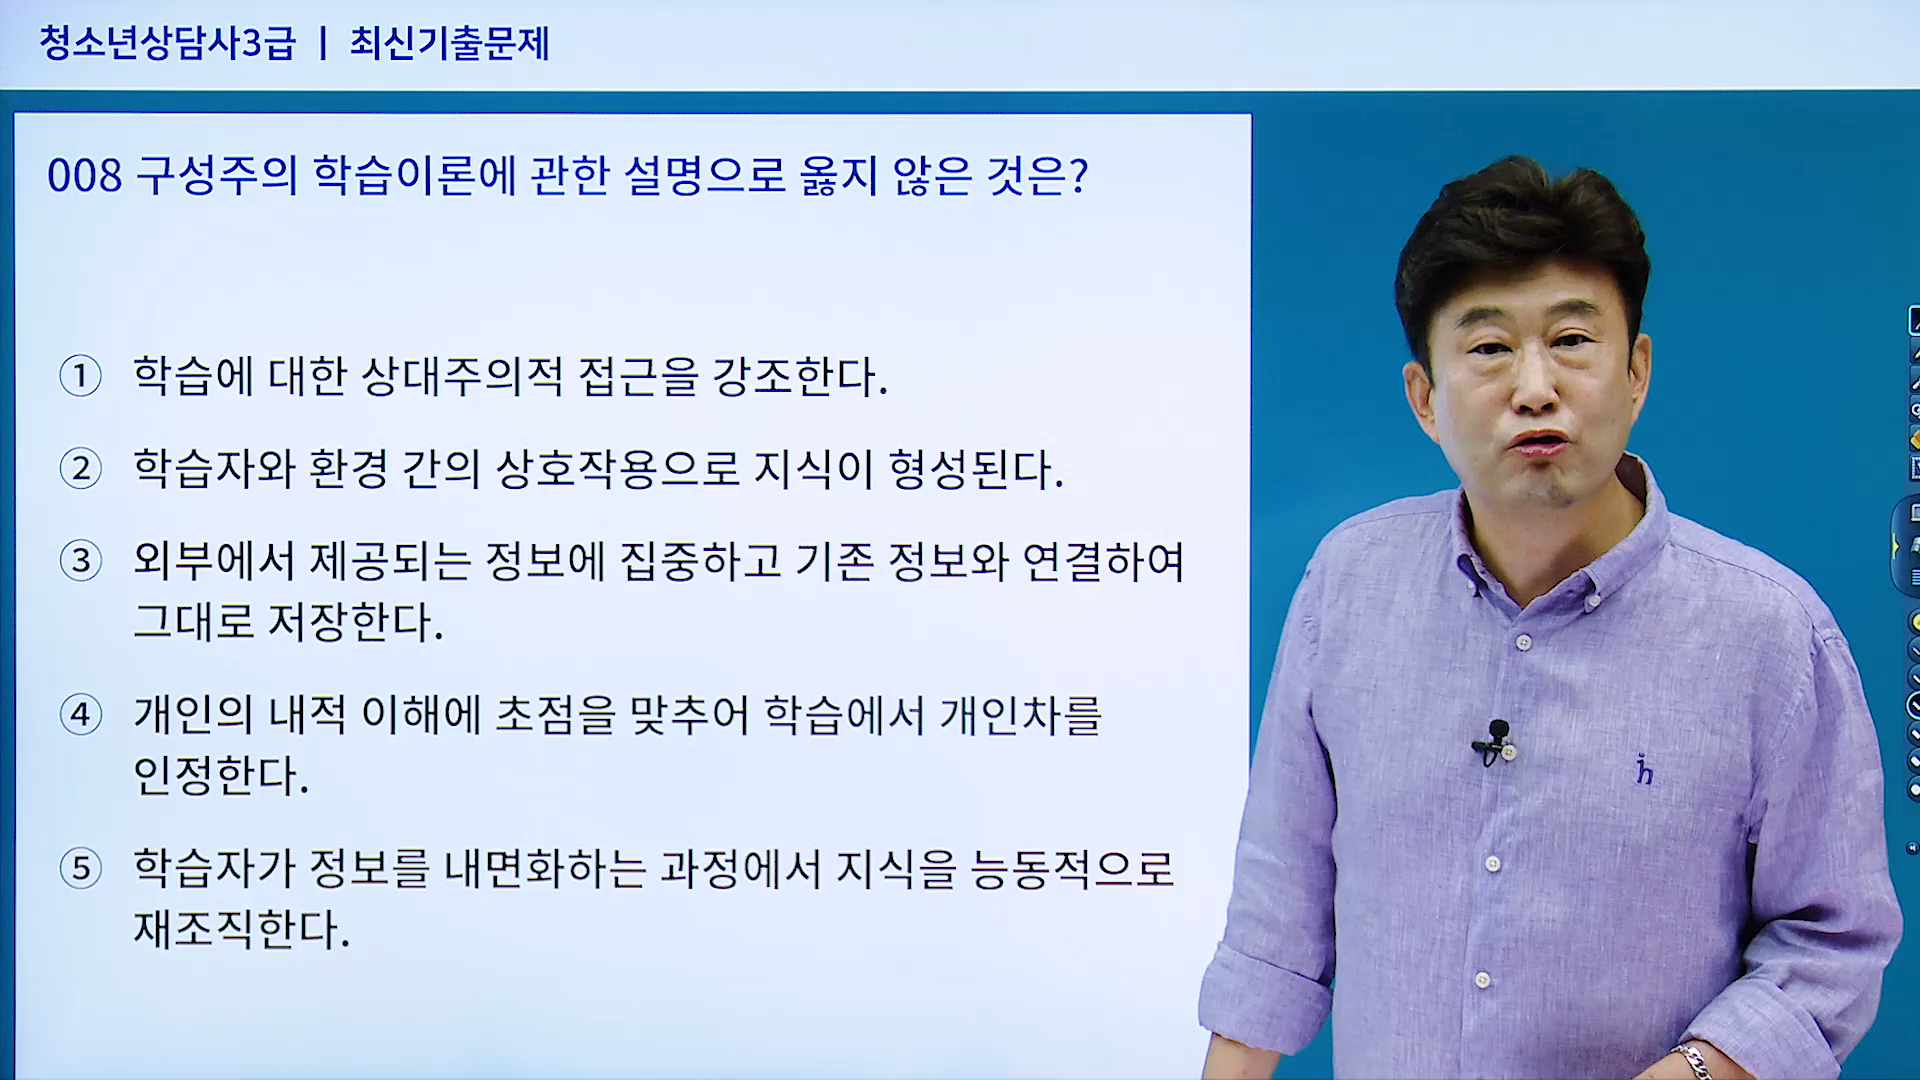 청소년상담사3급 | 최신기출문제
008 구성주의 학습이론에 관한 설명으로 옳지 않은 것은?
① 학습에 대한 상대주의적 접근을 강조한다.
② 학습자와 환경 간의 상호작용으로 지식이 형성된다.
③ 외부에서 제공되는 정보에 집중하고 기존 정보와 연결하여
그대로 저장한다.
④ 개인의 내적 이해에 초점을 맞추어 학습에서 개인차를
인정한다.
⑤ 학습자가 정보를 내면화하는 과정에서 지식을 능동적으로
재조직한다.
h